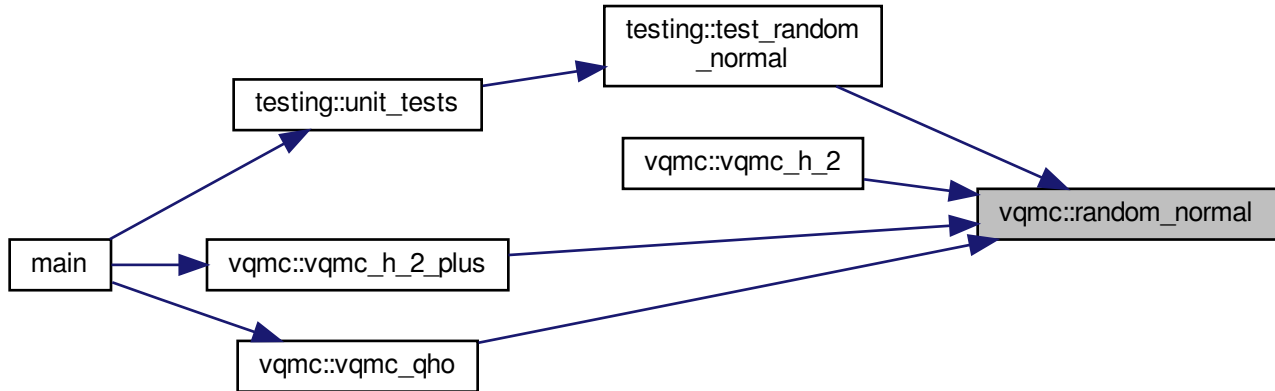 testing::test_random
_normal
testing::unit_tests
vqmc::vqmc_h_2
vqmc::random_normal
main
vqmc::vqmc_h_2_plus
vqmc::vqmc_qho